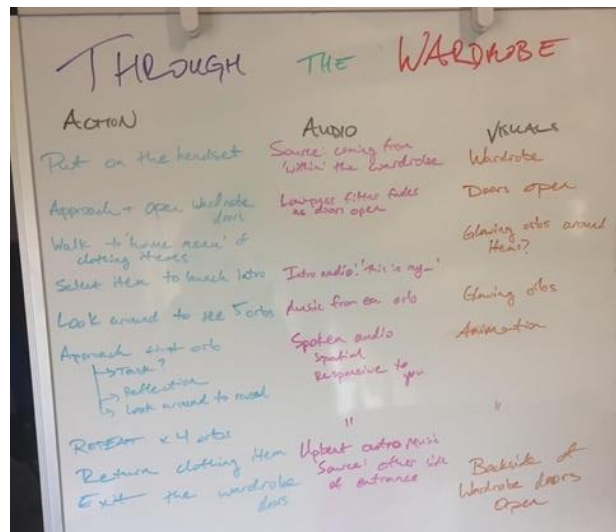 THROUGH THE WARDROBE
ACTION
Put on the headset
Approach + open wardrobe
doors
Walk to 'home menu' of
clothing items
Select item to launch Intro
Look around to see 5 orbs
Approach first orb
→ Task?
→ Reflection
→ Look around to reveal
REPEAT x 4 orbs
Return clothing item
Exit the wardrobe
doors
AUDIO
Source: coming from
'within' the wardrobe
Lowpass filter fades
as doors open
Intro audio: 'this is my_'
Music from ea orb
Spoken audio
spatial
responsive to you
"
Upbeat outro music
Source: other side
of entrance
VISUALS
Wardrobe
Doors open
Glowing orbs around
items?
Glowing orbs
Animation
"
Backside of
Wardrobe doors
Open